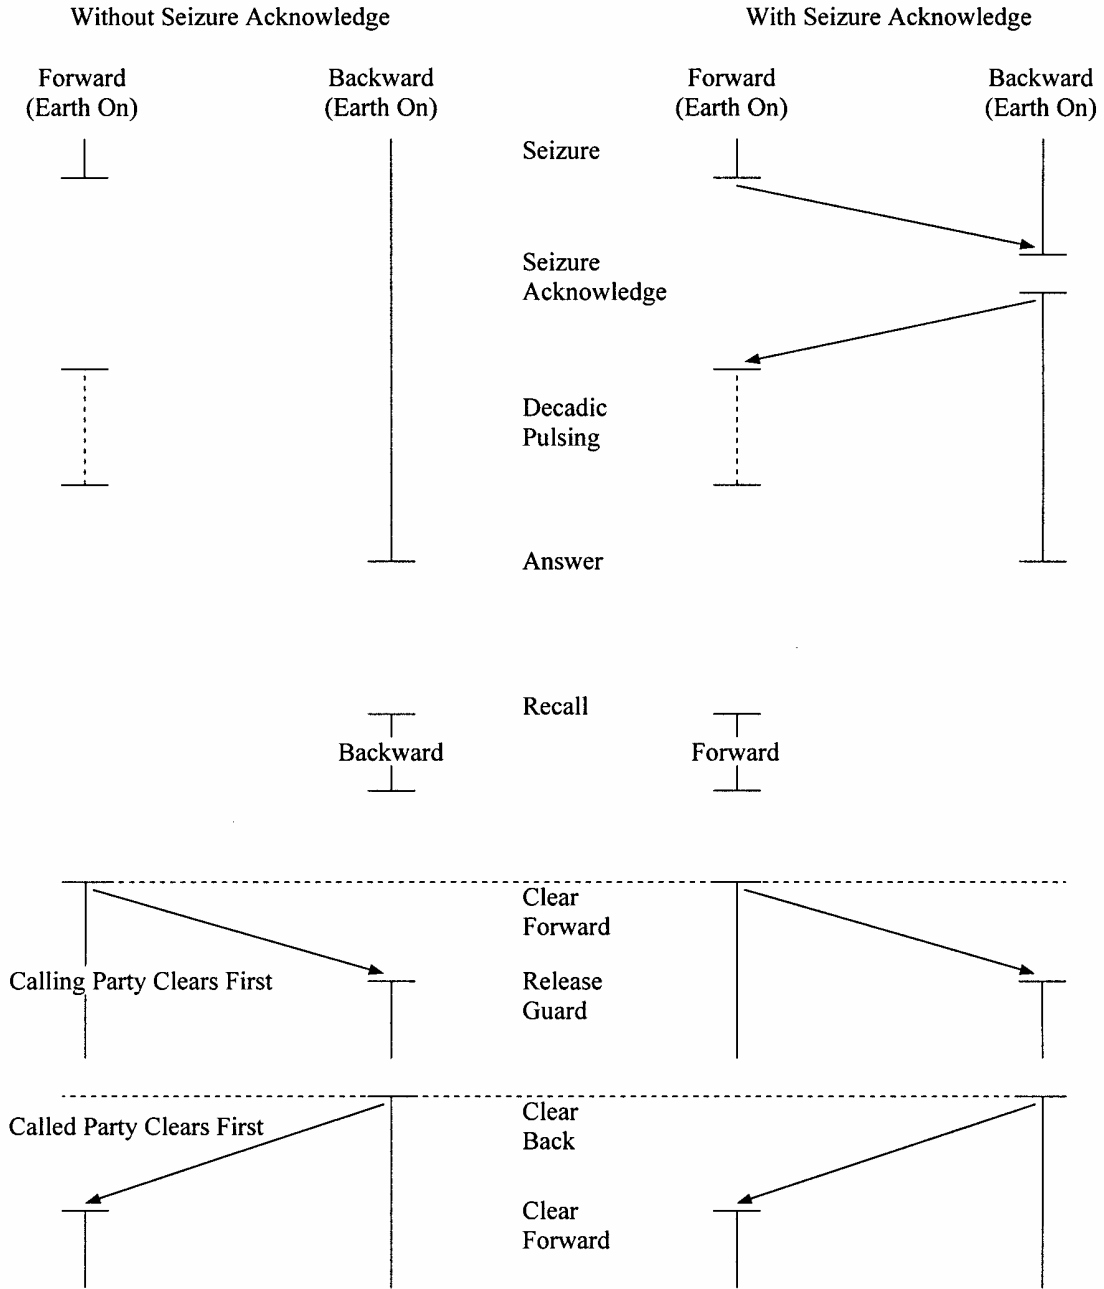 Without Seizure Acknowledge
With Seizure Acknowledge
Forward
(Earth On)
Backward
(Earth On)
Forward
(Earth On)
Backward
(Earth On)
Seizure
Seizure
Acknowledge
Decadic
Pulsing
Answer
Recall
Backward
Forward
Clear
Forward
Calling Party Clears First
Release
Guard
Called Party Clears First
Clear
Back
Clear
Forward